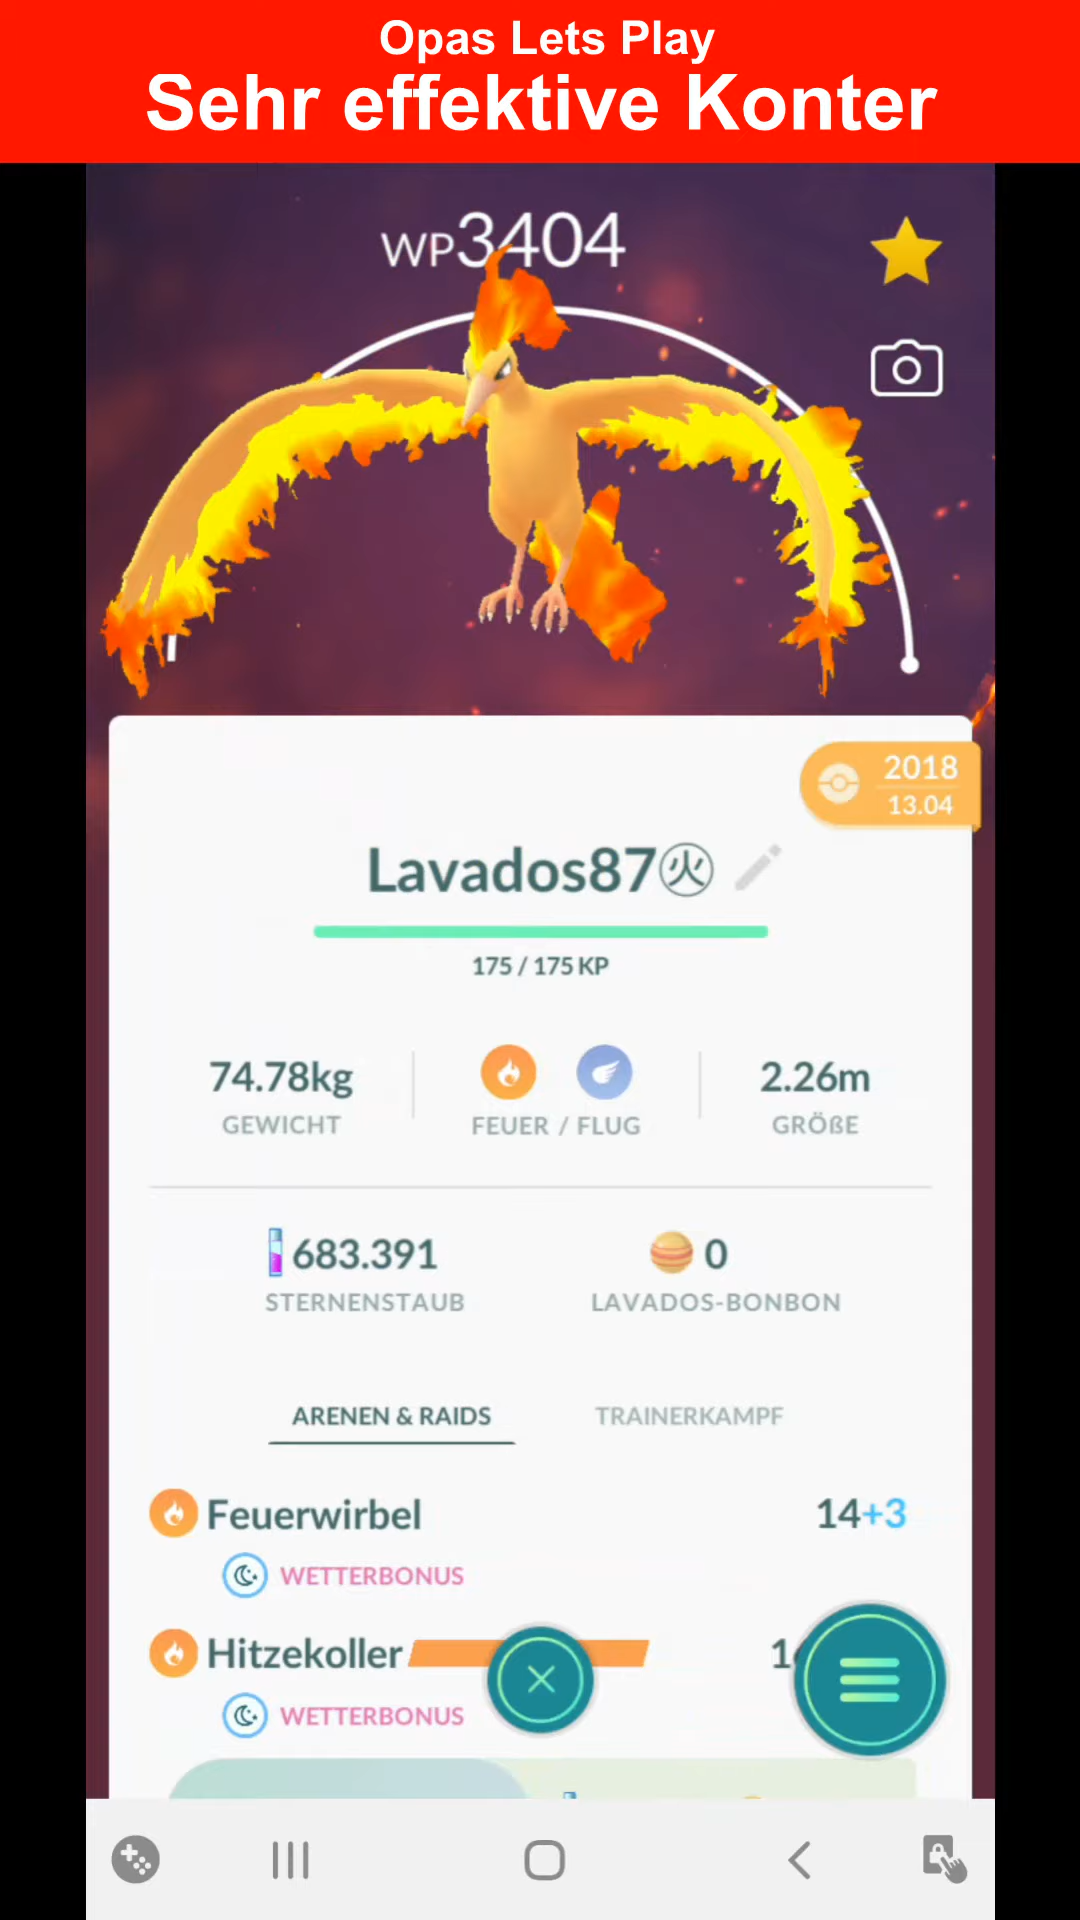 Opas Lets Play
Sehr effektive Konter
WP3404
2018
13.04
Lavados87㊋
175 / 175 KP
74.78kg
GEWICHT
FEUER / FLUG
2.26m
GRÖßE
683.391
STERNENSTAUB
0
LAVADOS-BONBON
ARENEN & RAIDS
TRAINERKAMPF
Feuerwirbel 14+3
WETTERBONUS
Hitzekoller
WETTERBONUS